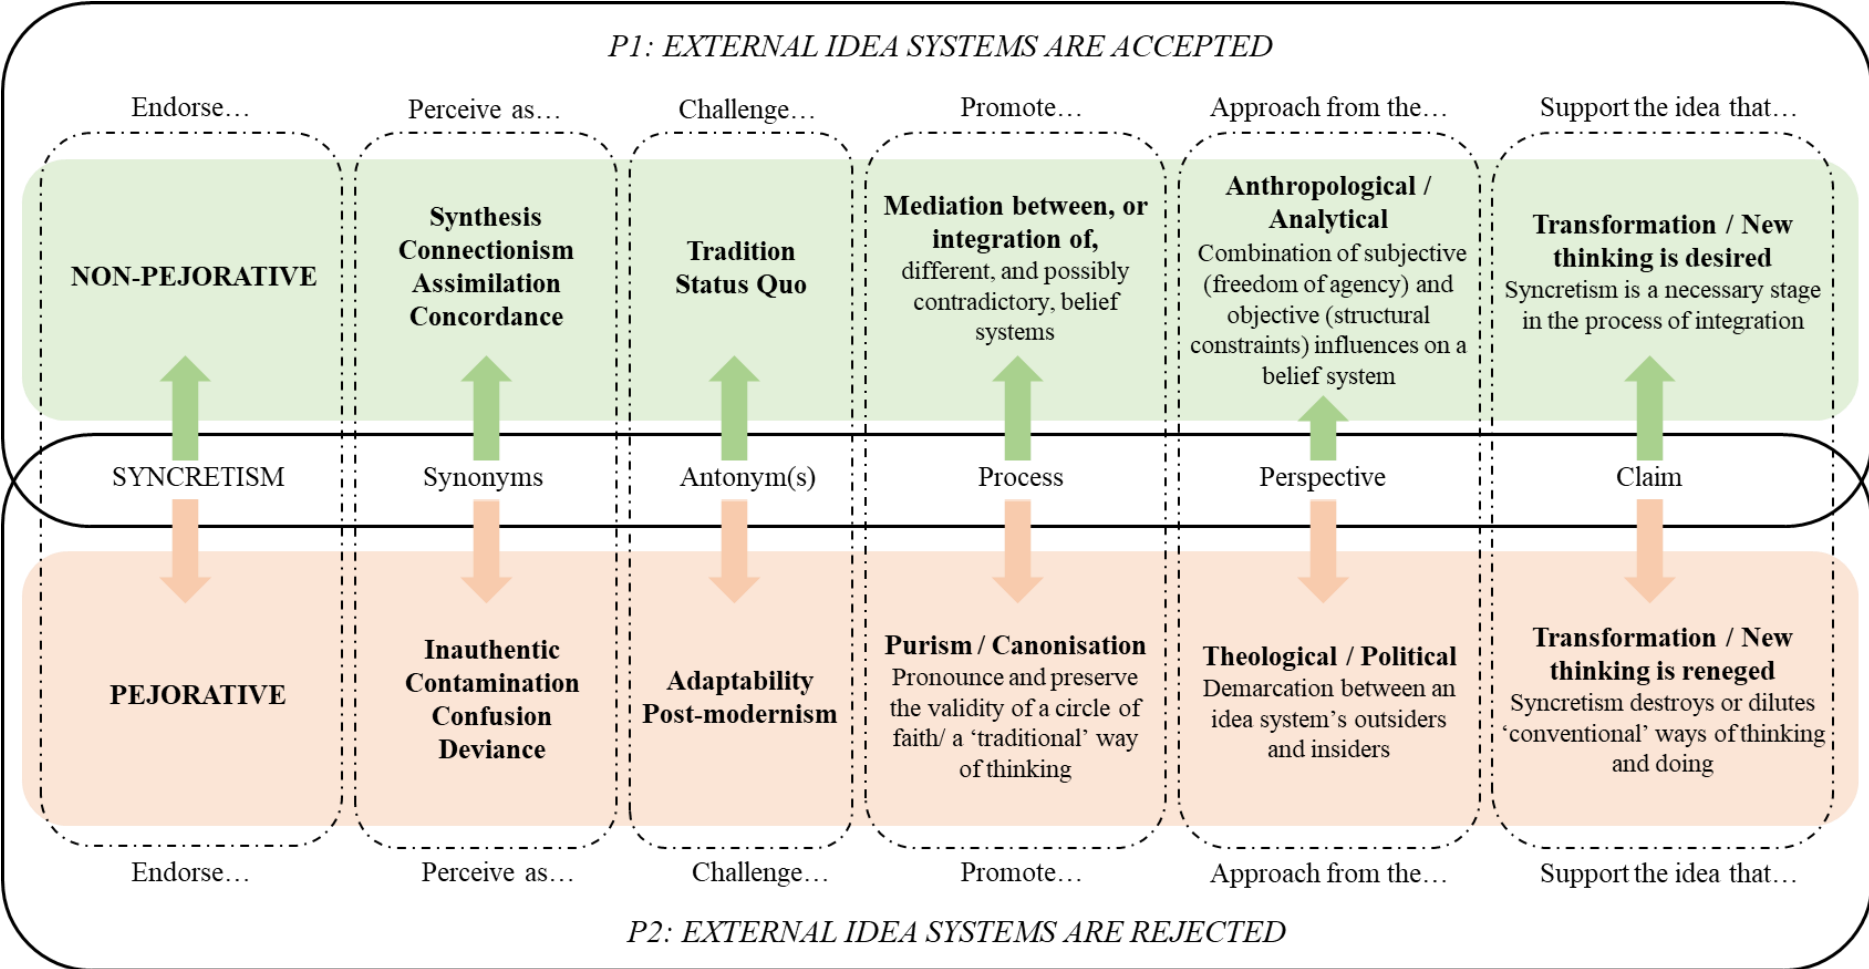 P1: EXTERNAL IDEA SYSTEMS ARE ACCEPTED
Endorse…
Perceive as…
Challenge…
Promote…
Approach from the…
Support the idea that…
NON-PEJORATIVE
Synthesis
Connectionism
Assimilation
Concordance
Tradition
Status Quo
Mediation between, or
integration of,
different, and possibly
contradictory, belief
systems
Anthropological /
Analytical
Combination of subjective
(freedom of agency) and
objective (structural
constraints) influences on a
belief system
Transformation / New
thinking is desired
Syncretism is a necessary stage
in the process of integration
SYNCRETISM
Synonyms
Antonym(s)
Process
Perspective
Claim
PEJORATIVE
Inauthentic
Contamination
Confusion
Deviance
Adaptability
Post-modernism
Purism / Canonisation
Pronounce and preserve
the validity of a circle of
faith/ a ‘traditional’ way
of thinking
Theological / Political
Demarcation between an
idea system’s outsiders
and insiders
Transformation / New
thinking is reneged
Syncretism destroys or dilutes
‘conventional’ ways of thinking
and doing
Endorse…
Perceive as…
Challenge…
Promote…
Approach from the…
Support the idea that…
P2: EXTERNAL IDEA SYSTEMS ARE REJECTED